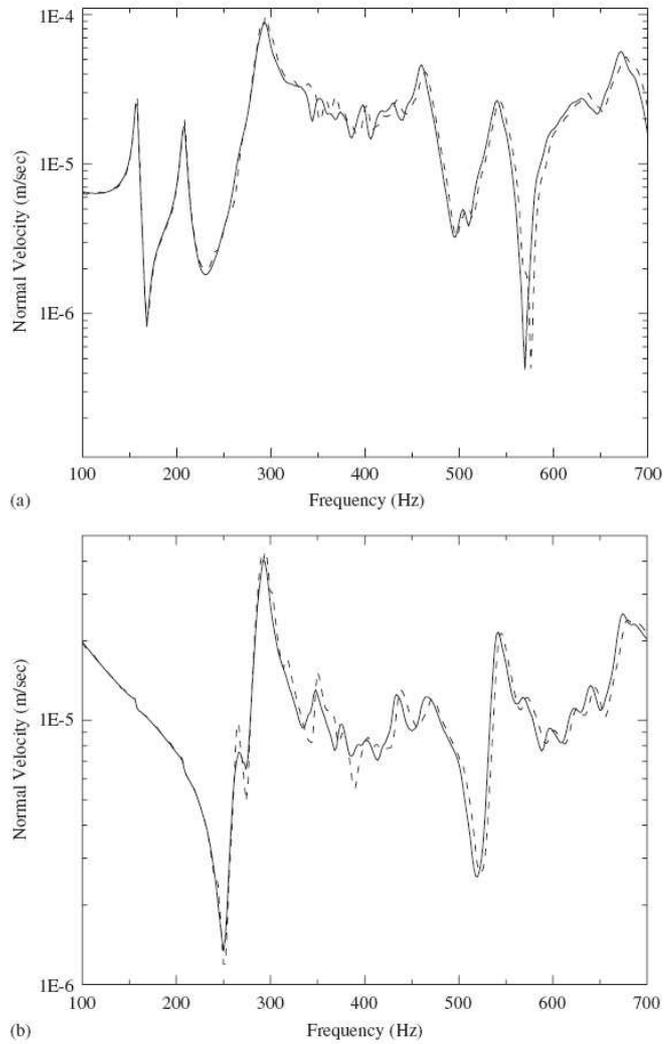 1E-4
1E-5
1E-6
Normal Velocity (m/sec)
100 200 300 400 500 600 700
(a) Frequency (Hz)
1E-5
1E-6
Normal Velocity (m/sec)
100 200 300 400 500 600 700
(b) Frequency (Hz)